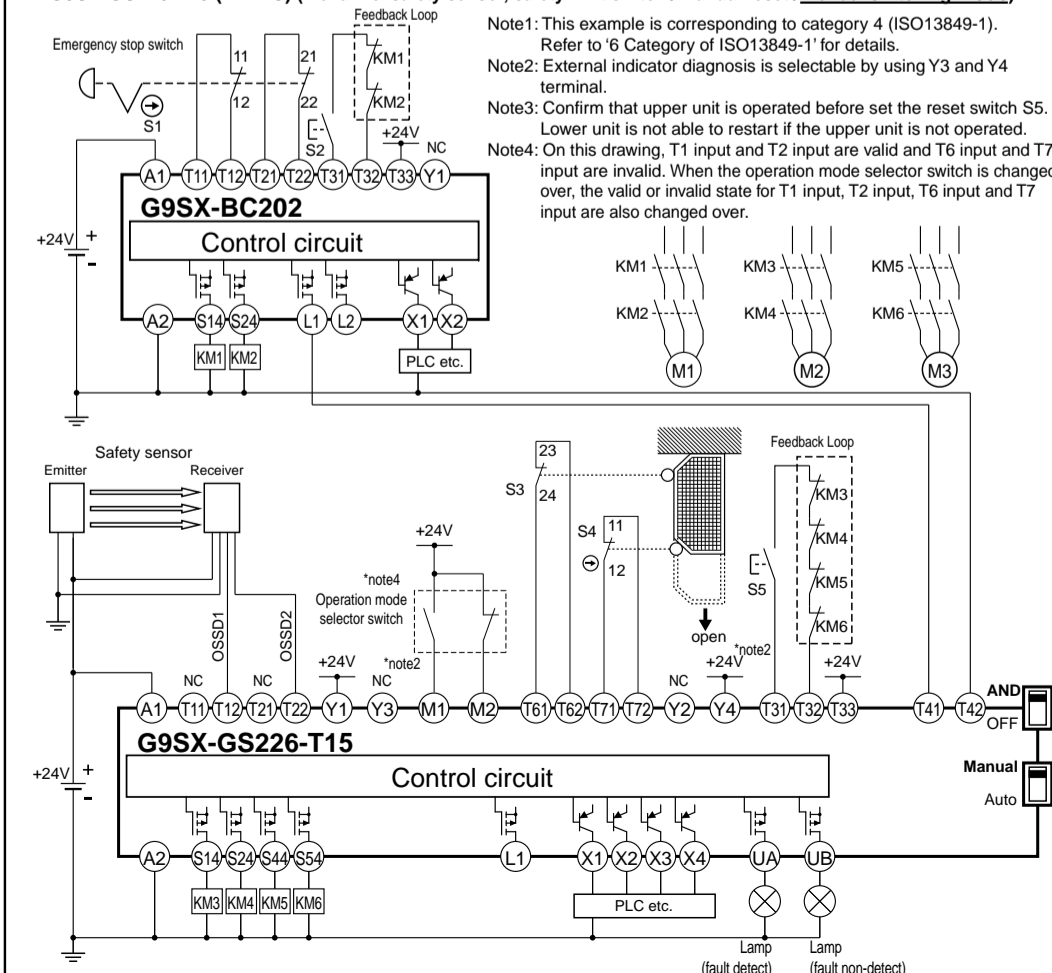 Feedback Loop
Emergency stop switch
11
21
KM1
12
22
KM2
S1
S2
+24V
NC
A1
T11
T12
T21
T22
T31
T32
T33
Y1
G9SX-BC202
Control circuit
+24V
+
-
A2
S14
S24
L1
L2
X1
X2
KM1
KM2
PLC etc.
Note1: This example is corresponding to category 4 (ISO13849-1).
Refer to ‘6 Category of ISO13849-1’ for details.
Note2: External indicator diagnosis is selectable by using Y3 and Y4
terminal.
Note3: Confirm that upper unit is operated before set the reset switch S5.
Lower unit is not able to restart if the upper unit is not operated.
Note4: On this drawing, T1 input and T2 input are valid and T6 input and T7
input are invalid. When the operation mode selector switch is changed
over, the valid or invalid state for T1 input, T2 input, T6 input and T7
input are also changed over.
KM1
KM3
KM5
KM2
KM4
KM6
M1
M2
M3
Safety sensor
Emitter
Receiver
OSSD1
OSSD2
+24V
*note4
Operation mode
selector switch
S3
23
24
S4
11
12
open
Feedback Loop
KM3
KM4
KM5
KM6
S5
+24V
*note2
+24V
*note2
+24V
NC
NC
NC
NC
A1
T11
T12
T21
T22
Y1
Y3
M1
M2
T61
T62
T71
T72
Y2
Y4
T31
T32
T33
T41
T42
AND
OFF
G9SX-GS226-T15
Control circuit
Manual
Auto
+24V
+
-
A2
S14
S24
S44
S54
L1
X1
X2
X3
X4
UA
UB
KM3
KM4
KM5
KM6
PLC etc.
Lamp
(fault detect)
Lamp
(fault non-detect)